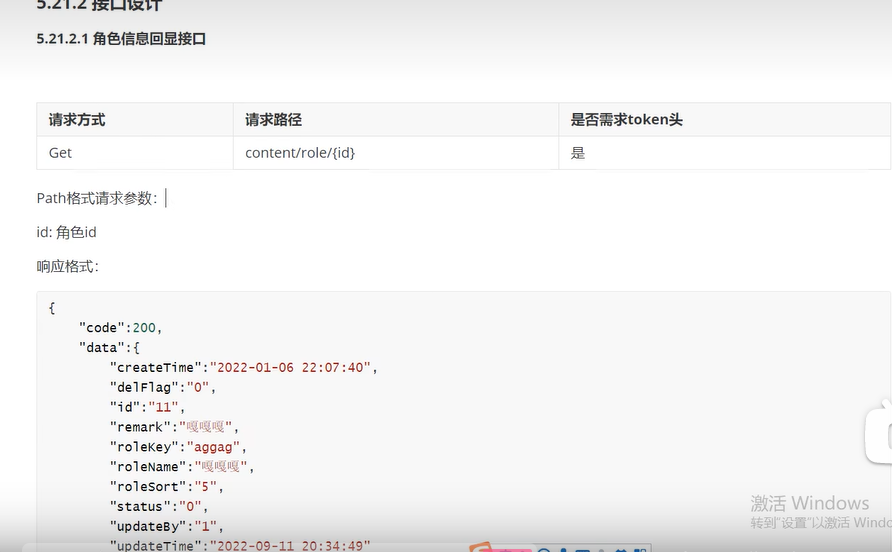 5.21.2 接口设计
5.21.2.1 角色信息回显接口
请求方式 请求路径 是否需求token头
Get content/role/{id} 是
Path格式请求参数：
id: 角色id
响应格式：
{
"code":200,
"data":{
"createTime":"2022-01-06 22:07:40",
"delFlag":"0",
"id":"11",
"remark":"嘎嘎嘎",
"roleKey":"aggag",
"roleName":"嘎嘎嘎",
"roleSort":"5",
"status":"0",
"updateBy":"1",
"updateTime":"2022-09-11 20:34:49"
激活 Windows
转到"设置"以激活 Windo